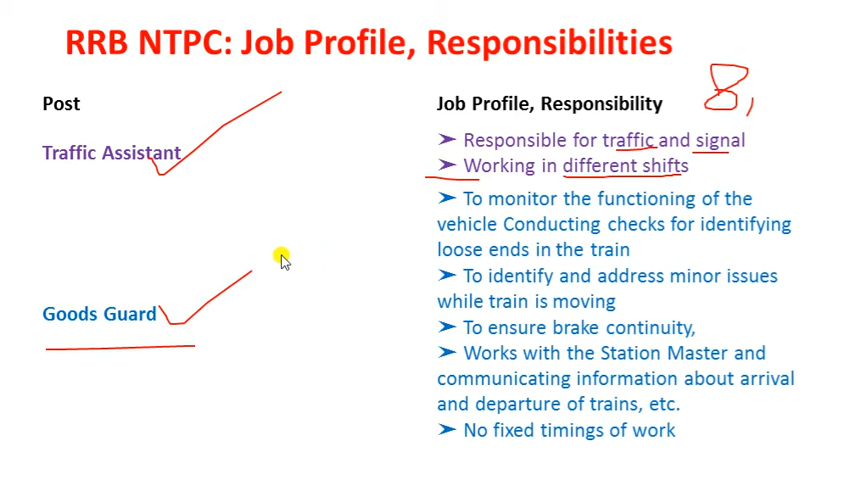 RRB NTPC: Job Profile, Responsibilities
Post
Job Profile, Responsibility
8,
Traffic Assistant
➤ Responsible for traffic and signal
➤ Working in different shifts
Goods Guard
➤ To monitor the functioning of the
vehicle Conducting checks for identifying
loose ends in the train
➤ To identify and address minor issues
while train is moving
➤ To ensure brake continuity,
➤ Works with the Station Master and
communicating information about arrival
and departure of trains, etc.
➤ No fixed timings of work